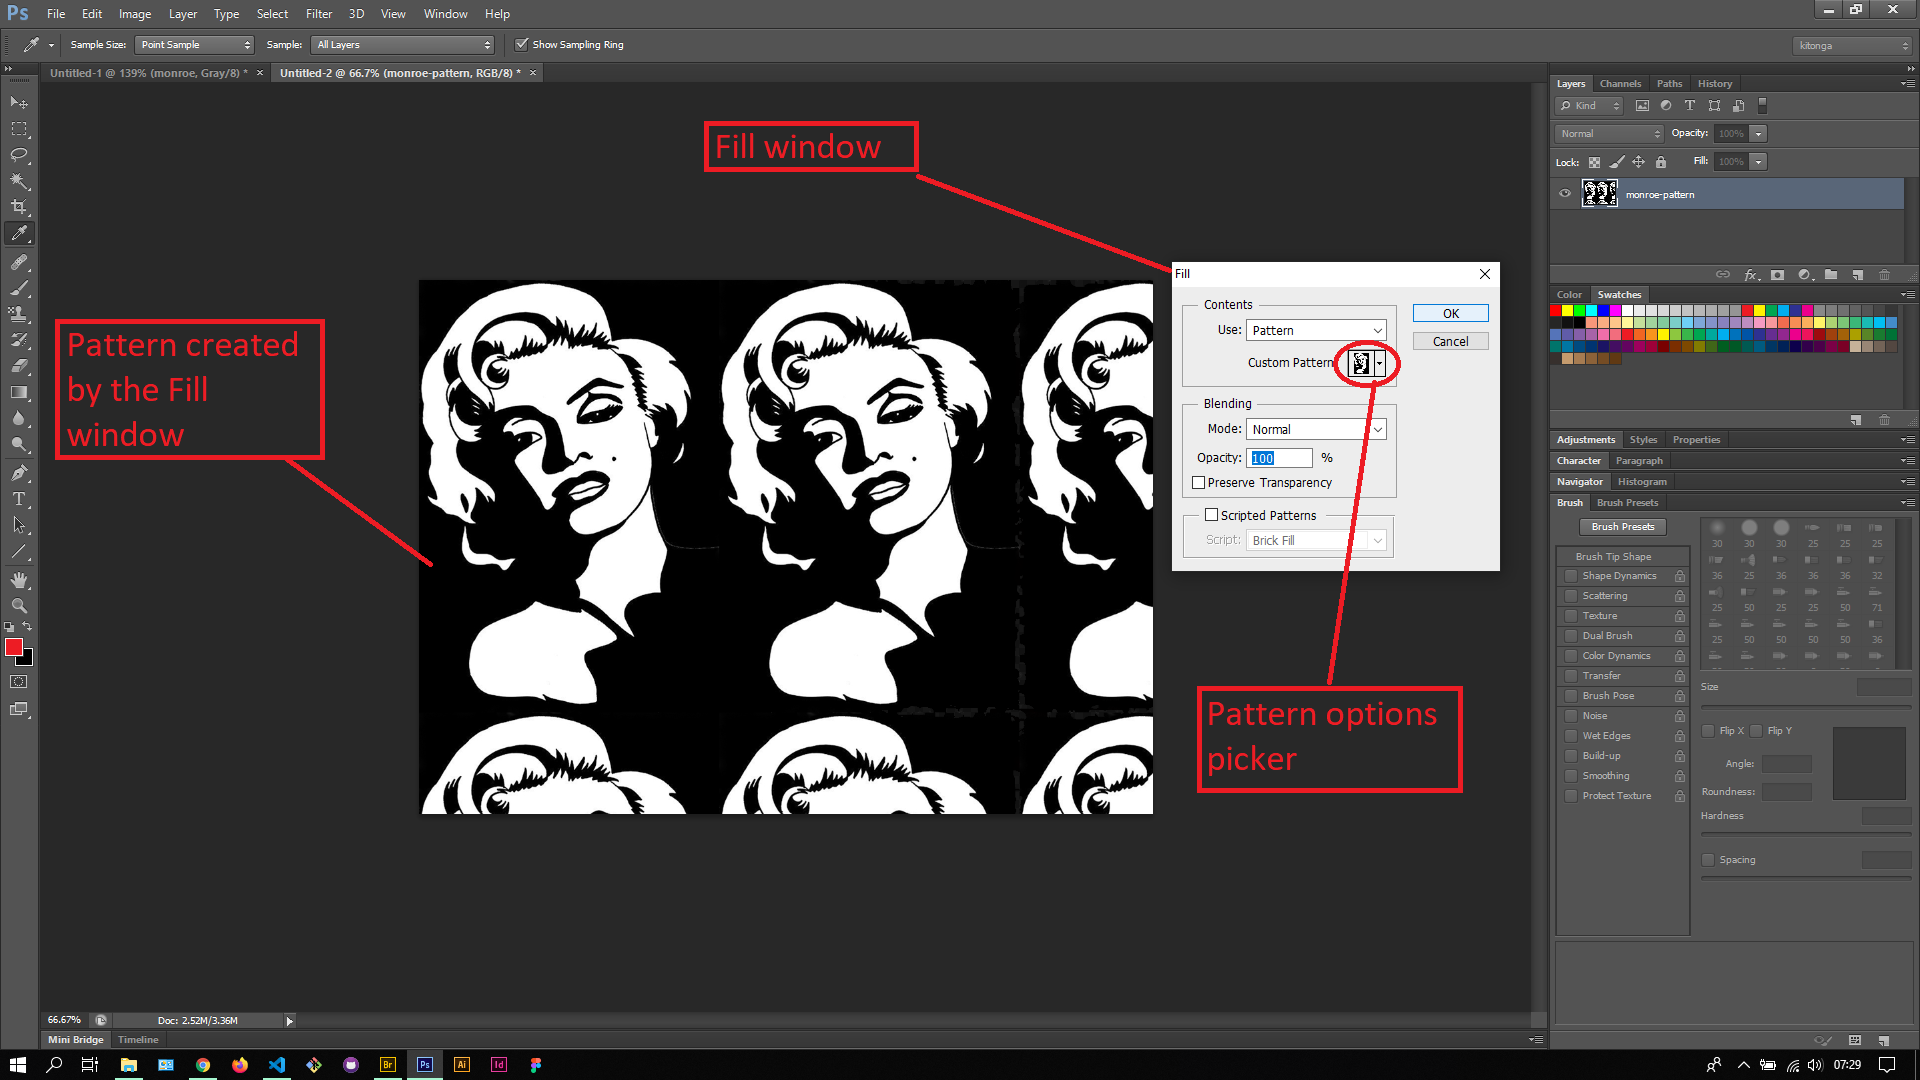 Ps File Edit Image Layer Type Select Filter 3D View Window Help
Sample Size: Point Sample Sample: All Layers Show Sampling Ring kitonga
Untitled-1 @ 139% (monroe, Gray/8) * × Untitled-2 @ 66.7% (monroe-pattern, RGB/8) * ×
Layers Channels Paths History
Kind
Normal Opacity: 100%
Lock: Fill: 100%
monroe-pattern
fx
Color Swatches
Fill window
Pattern created
by the Fill
window
Fill
Contents
Use: Pattern
Custom Pattern
OK
Cancel
Blending
Mode: Normal
Opacity: 100 %
Preserve Transparency
Scripted Patterns
Script: Brick Fill
Pattern options
picker
Adjustments Styles Properties
Character Paragraph
Navigator Histogram
Brush Brush Presets
Brush Presets
Brush Tip Shape
Shape Dynamics
Scattering
Texture
Dual Brush
Color Dynamics
Transfer
Brush Pose
Noise
Wet Edges
Build-up
Smoothing
Protect Texture
30 30 30 25 25 25
36 25 36 36 36 32
25 50 25 25 50 71
25 50 50 50 50 36
Size
Flip X Flip Y
Angle:
Roundness:
Hardness
Spacing
66.67% Doc: 2.52M/3.36M
Mini Bridge Timeline
Br Ps Ai Id 07:29